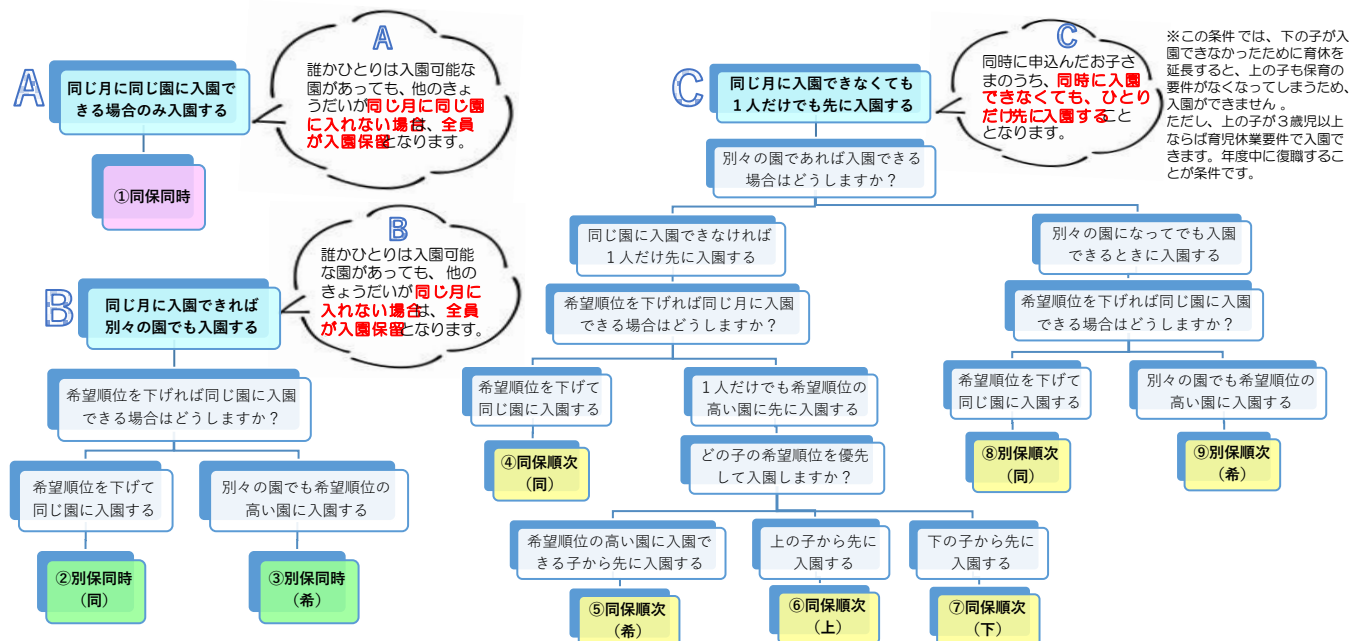 A
同じ月に同じ園に入園で
きる場合のみ入園する
A
誰かひとりは入園可能な
園があっても、他のきょ
うだいが同じ月に同じ園
に入れない場合は、全員
が入園保留となります。
①同保同時
B
同じ月に入園できれば
別々の園でも入園する
B
誰かひとりは入園可能
な園があっても、他の
きょうだいが同じ月に
入れない場合は、全員
が入園保留となります。
希望順位を下げれば同じ園に入園
できる場合はどうしますか？
希望順位を下げて
同じ園に入園する
別々の園でも希望順位の
高い園に入園する
②別保同時
（同）
③別保同時
（希）
C
同じ月に入園できなくても
１人だけでも先に入園する
C
同時に申込んだお子さ
まのうち、同時に入園
できなくても、ひとり
だけ先に入園すること
となります。
※この条件では、下の子が入
園できなかったために育休を
延長すると、上の子も保育の
要件がなくなってしまうため、
入園ができません。
ただし、上の子が３歳児以上
ならば育児休業要件で入園で
きます。年度中に復職するこ
とが条件です。
別々の園であれば入園できる
場合はどうしますか？
同じ園に入園できなければ
１人だけ先に入園する
別々の園になってでも入園
できるときに入園する
希望順位を下げれば同じ月に入園
できる場合はどうしますか？
希望順位を下げれば同じ園に入園
できる場合はどうしますか？
希望順位を下げて
同じ園に入園する
１人だけでも希望順位の
高い園に先に入園する
希望順位を下げて
同じ園に入園する
別々の園でも希望順位の
高い園に入園する
④同保順次
（同）
どの子の希望順位を優先
して入園しますか？
⑧別保順次
（同）
⑨別保順次
（希）
希望順位の高い園に入園で
きる子から先に入園する
上の子から先に
入園する
下の子から先に
入園する
⑤同保順次
（希）
⑥同保順次
（上）
⑦同保順次
（下）